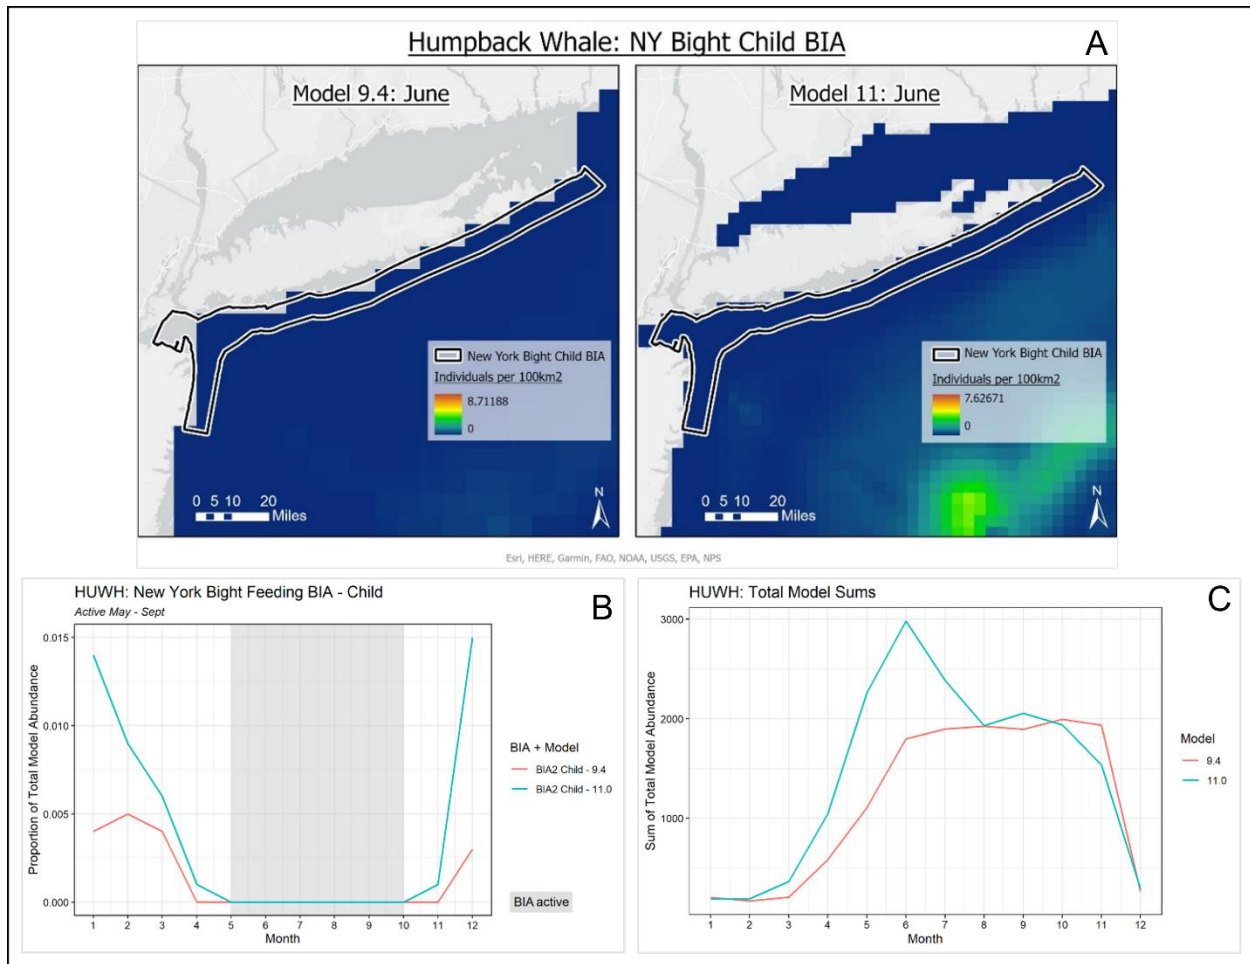 Humpback Whale: NY Bight Child BIA
A
Model 9.4: June
New York Bight Child BIA
Individuals per 100km2
8.71188
0
0 5 10 20
Miles
N
Model 11: June
New York Bight Child BIA
Individuals per 100km2
7.62671
0
0 5 10 20
Miles
N
Esri, HERE, Garmin, FAO, NOAA, USGS, EPA, NPS
HUWH: New York Bight Feeding BIA - Child
B
Active May - Sept
Proportion of Total Model Abundance
0.015
0.010
0.005
0.000
1 2 3 4 5 6 7 8 9 10 11 12
Month
BIA + Model
BIA2 Child - 9.4
BIA2 Child - 11.0
BIA active
HUWH: Total Model Sums
C
Sum of Total Model Abundance
3000
2000
1000
1 2 3 4 5 6 7 8 9 10 11 12
Month
Model
9.4
11.0